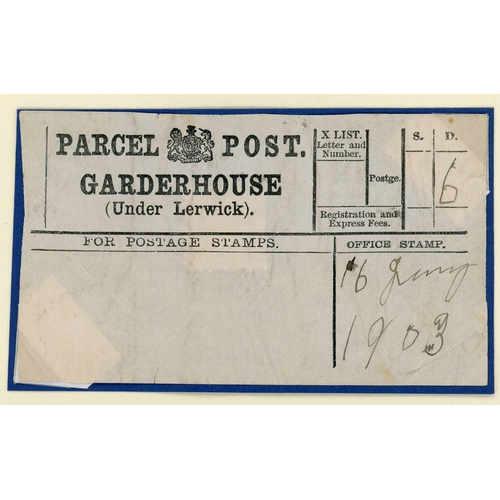 PARCEL POST.
GARDERHOUSE
(Under Lerwick).
X LIST.
Letter and
Number.
Postge.
Registration and
Express Fees.
S. D.
6
FOR POSTAGE STAMPS.
OFFICE STAMP.
16
1903